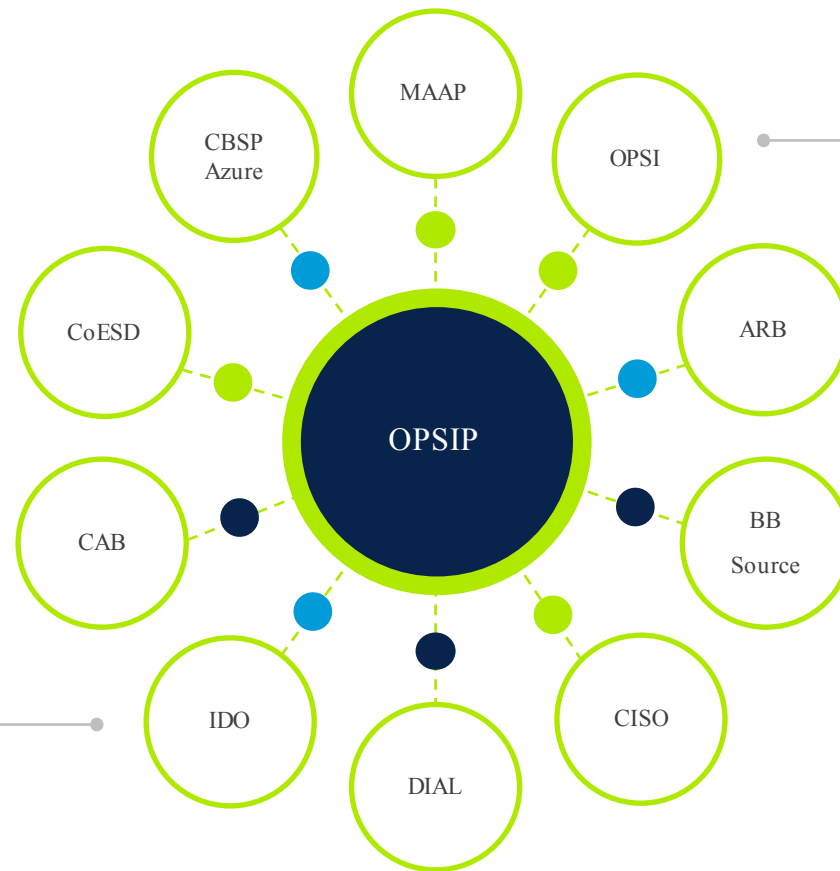 MAAP
CBSP
Azure
OPSI
CoESD
ARB
OPSIP
CAB
BB
Source
IDO
CISO
DIAL